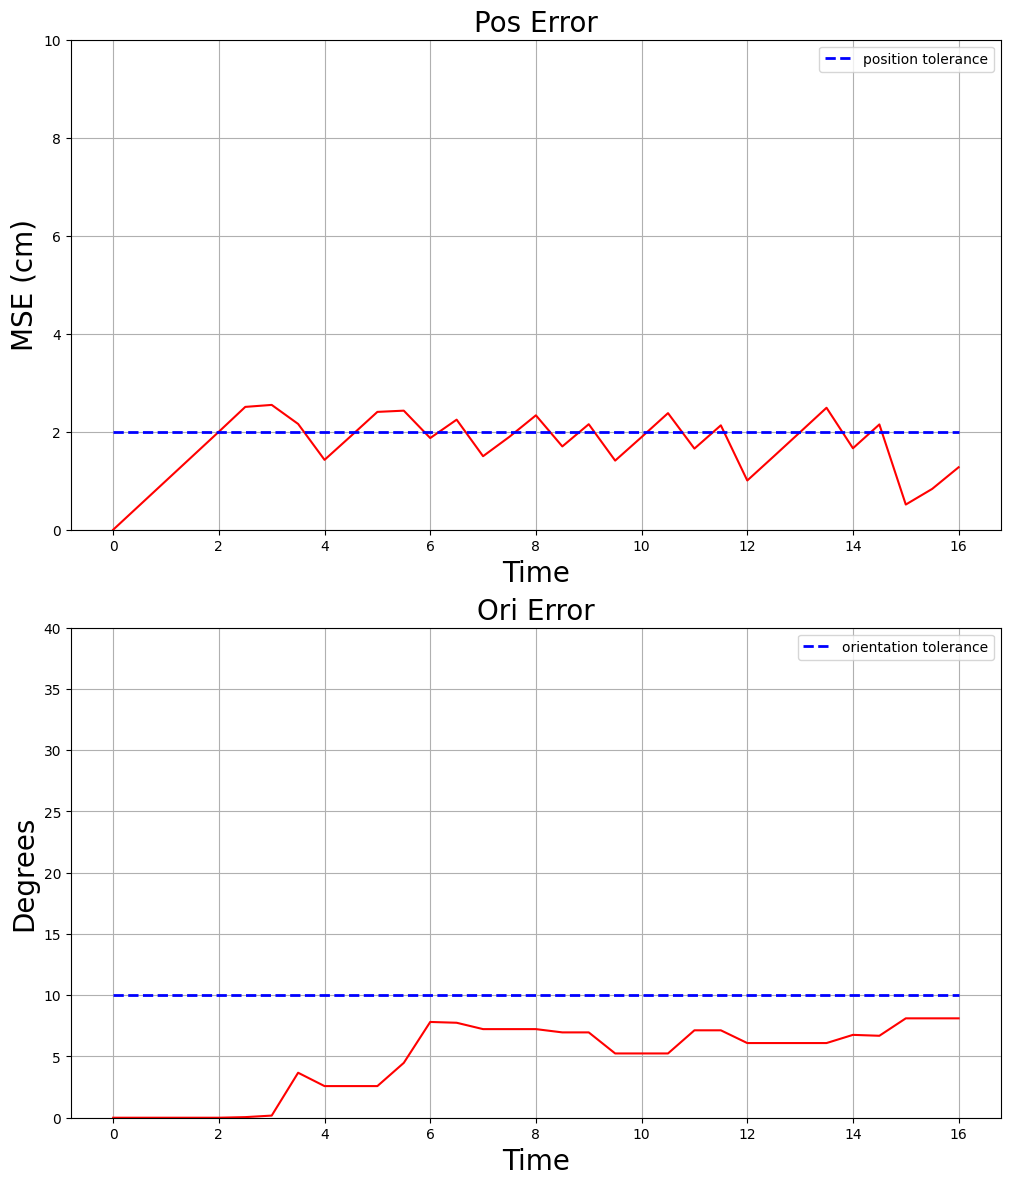 Pos Error
10
position tolerance
8
6
4
2
0
MSE (cm)
0 2 4 6 8 10 12 14 16
Time
Ori Error
40
orientation tolerance
35
30
25
20
15
10
5
0
Degrees
0 2 4 6 8 10 12 14 16
Time